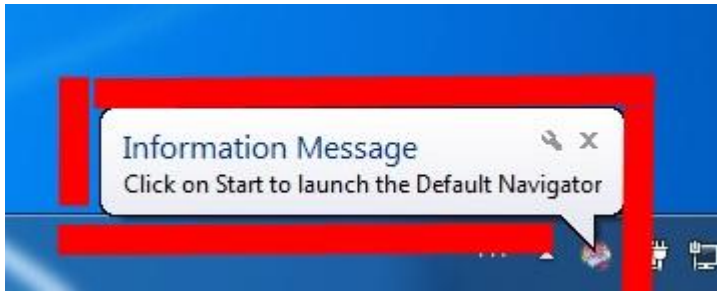 Information Message
Click on Start to launch the Default Navigator